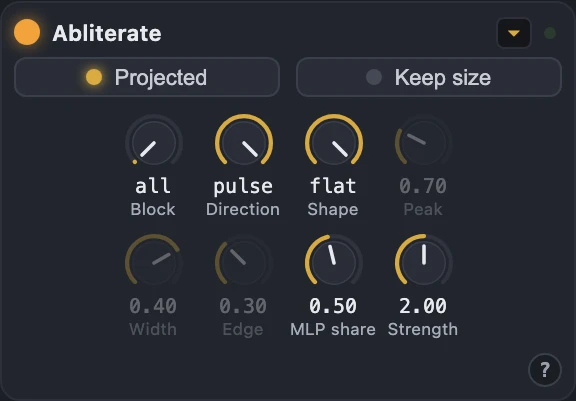 Abliterate
Projected
Keep size
all pulse flat 0.70
Block Direction Shape Peak
0.40 0.30 0.50 2.00
Width Edge MLP share Strength
?